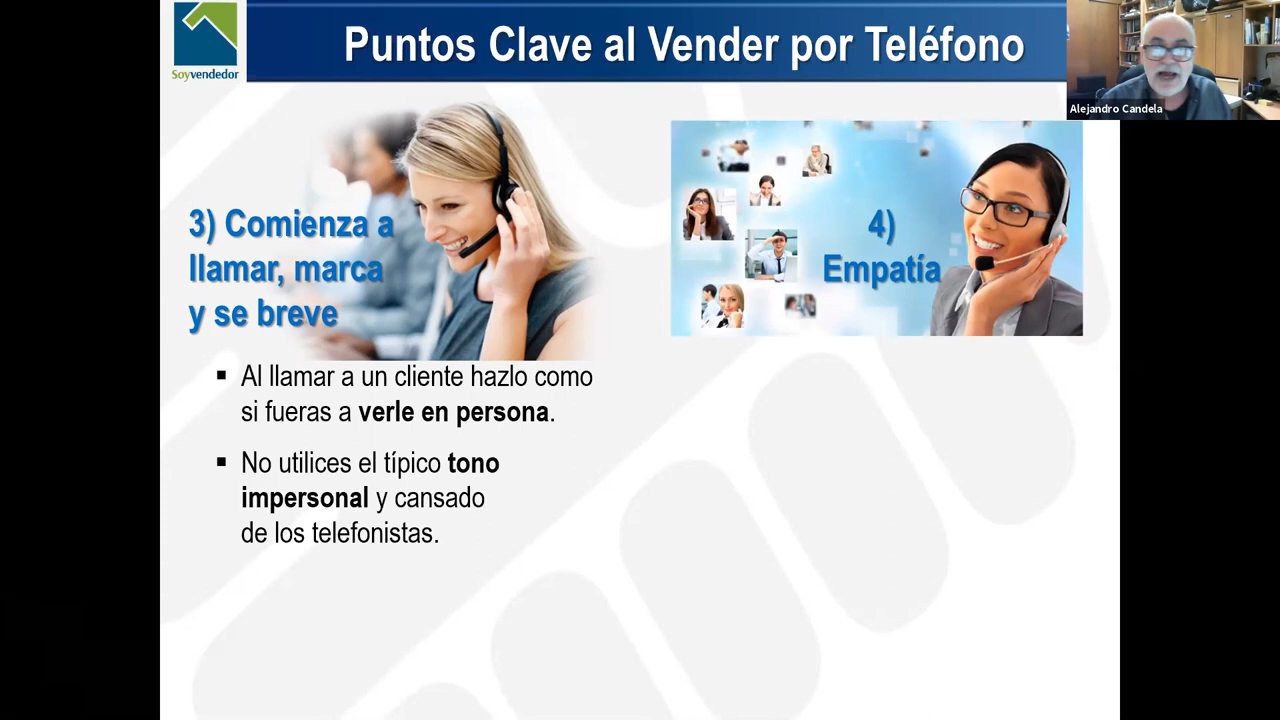 Soyvendedor
Puntos Clave al Vender por Teléfono
Alejandro Candela
3) Comienza a
llamar, marca
y se breve
▪ Al llamar a un cliente hazlo como
si fueras a verle en persona.
▪ No utilices el típico tono
impersonal y cansado
de los telefonistas.
4)
Empatía